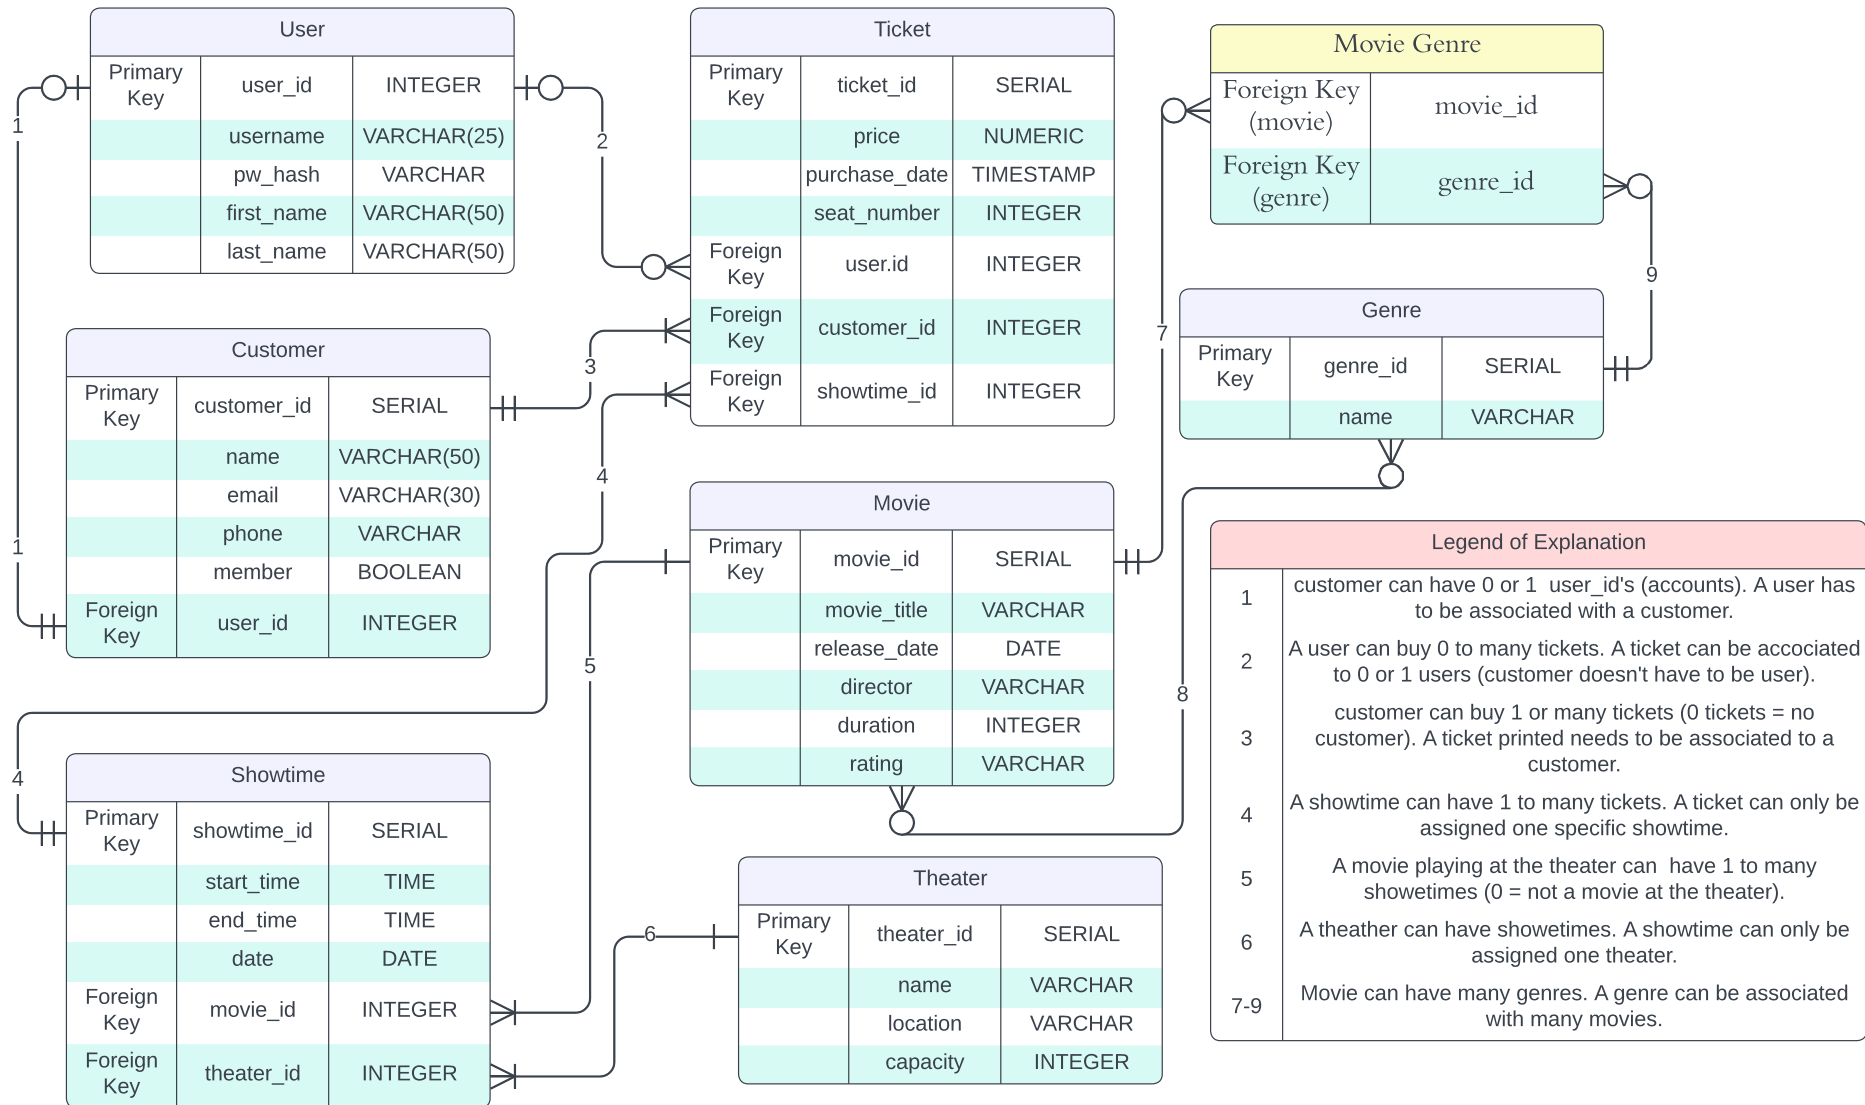 User
Primary Key user_id INTEGER
username VARCHAR(25)
pw_hash VARCHAR
first_name VARCHAR(50)
last_name VARCHAR(50)
Ticket
Primary Key ticket_id SERIAL
price NUMERIC
purchase_date TIMESTAMP
seat_number INTEGER
Foreign Key user.id INTEGER
Foreign Key customer_id INTEGER
Foreign Key showtime_id INTEGER
Movie Genre
Foreign Key (movie) movie_id
Foreign Key (genre) genre_id
1
2
9
Customer
Primary Key customer_id SERIAL
name VARCHAR(50)
email VARCHAR(30)
phone VARCHAR
member BOOLEAN
Foreign Key user_id INTEGER
3
7
Genre
Primary Key genre_id SERIAL
name VARCHAR
4
1
5
8
Movie
Primary Key movie_id SERIAL
movie_title VARCHAR
release_date DATE
director VARCHAR
duration INTEGER
rating VARCHAR
4
Showtime
Primary Key showtime_id SERIAL
start_time TIME
end_time TIME
date DATE
Foreign Key movie_id INTEGER
Foreign Key theater_id INTEGER
6
Theater
Primary Key theater_id SERIAL
name VARCHAR
location VARCHAR
capacity INTEGER
Legend of Explanation
1 customer can have 0 or 1 user_id's (accounts). A user has
to be associated with a customer.
2 A user can buy 0 to many tickets. A ticket can be accociated
to 0 or 1 users (customer doesn't have to be user).
3 customer can buy 1 or many tickets (0 tickets = no
customer). A ticket printed needs to be associated to a
customer.
4 A showtime can have 1 to many tickets. A ticket can only be
assigned one specific showtime.
5 A movie playing at the theater can have 1 to many
showetimes (0 = not a movie at the theater).
6 A theather can have showetimes. A showtime can only be
assigned one theater.
7-9 Movie can have many genres. A genre can be associated
with many movies.